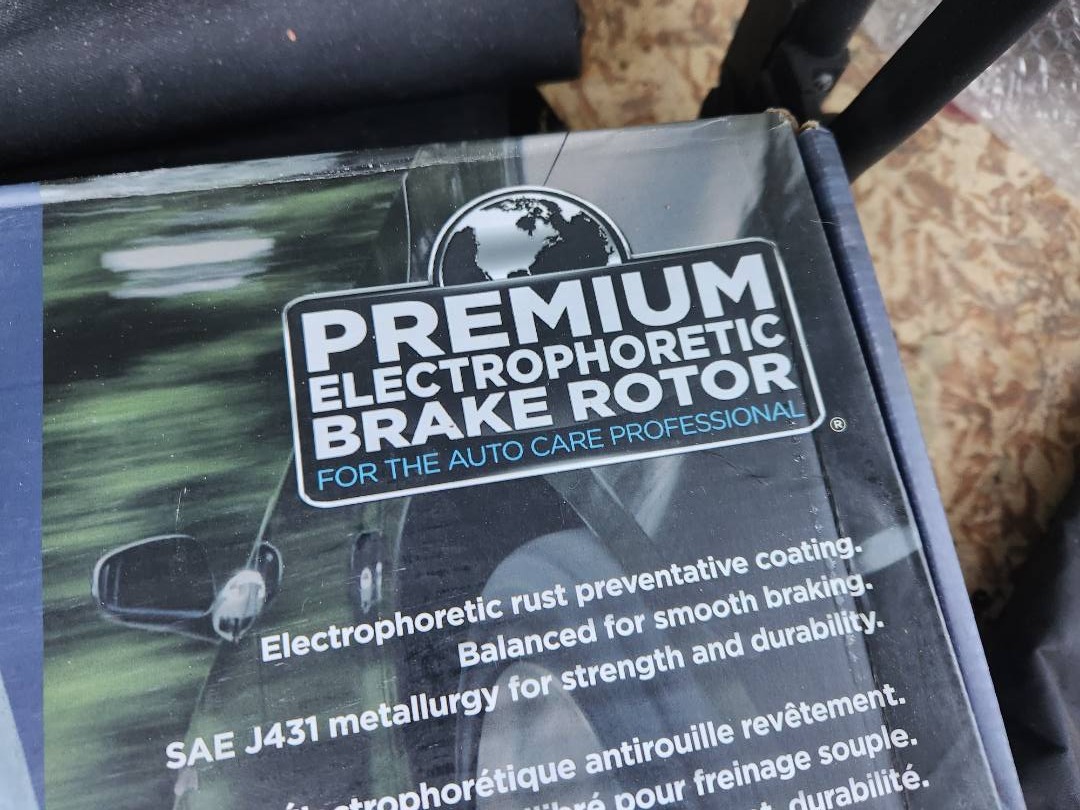 PREMIUM
ELECTROPHORETIC
BRAKE ROTOR
FOR THE AUTO CARE PROFESSIONAL
®
Electrophoretic rust preventative coating.
Balanced for smooth braking.
SAE J431 metallurgy for strength and durability.
antirouille revêtement.
pour freinage souple.
durabilité.